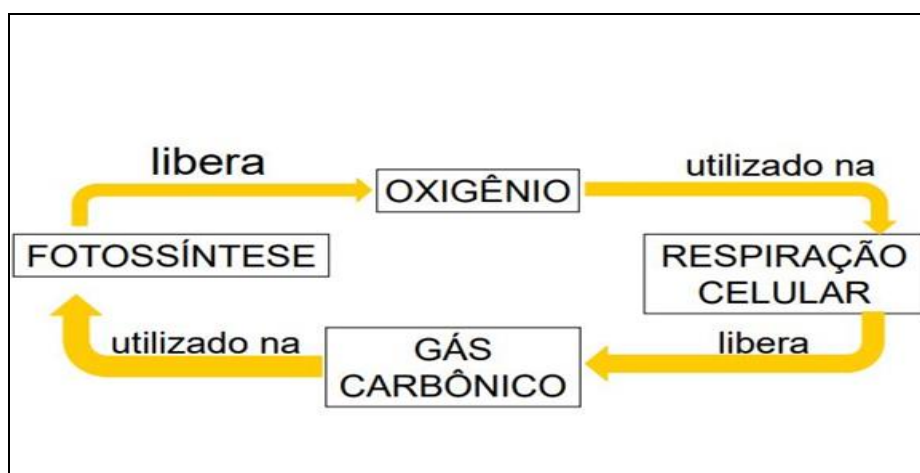 libera
OXIGÊNIO
utilizado na
FOTOSSÍNTESE
RESPIRAÇÃO
CELULAR
utilizado na
GÁS
CARBÔNICO
libera